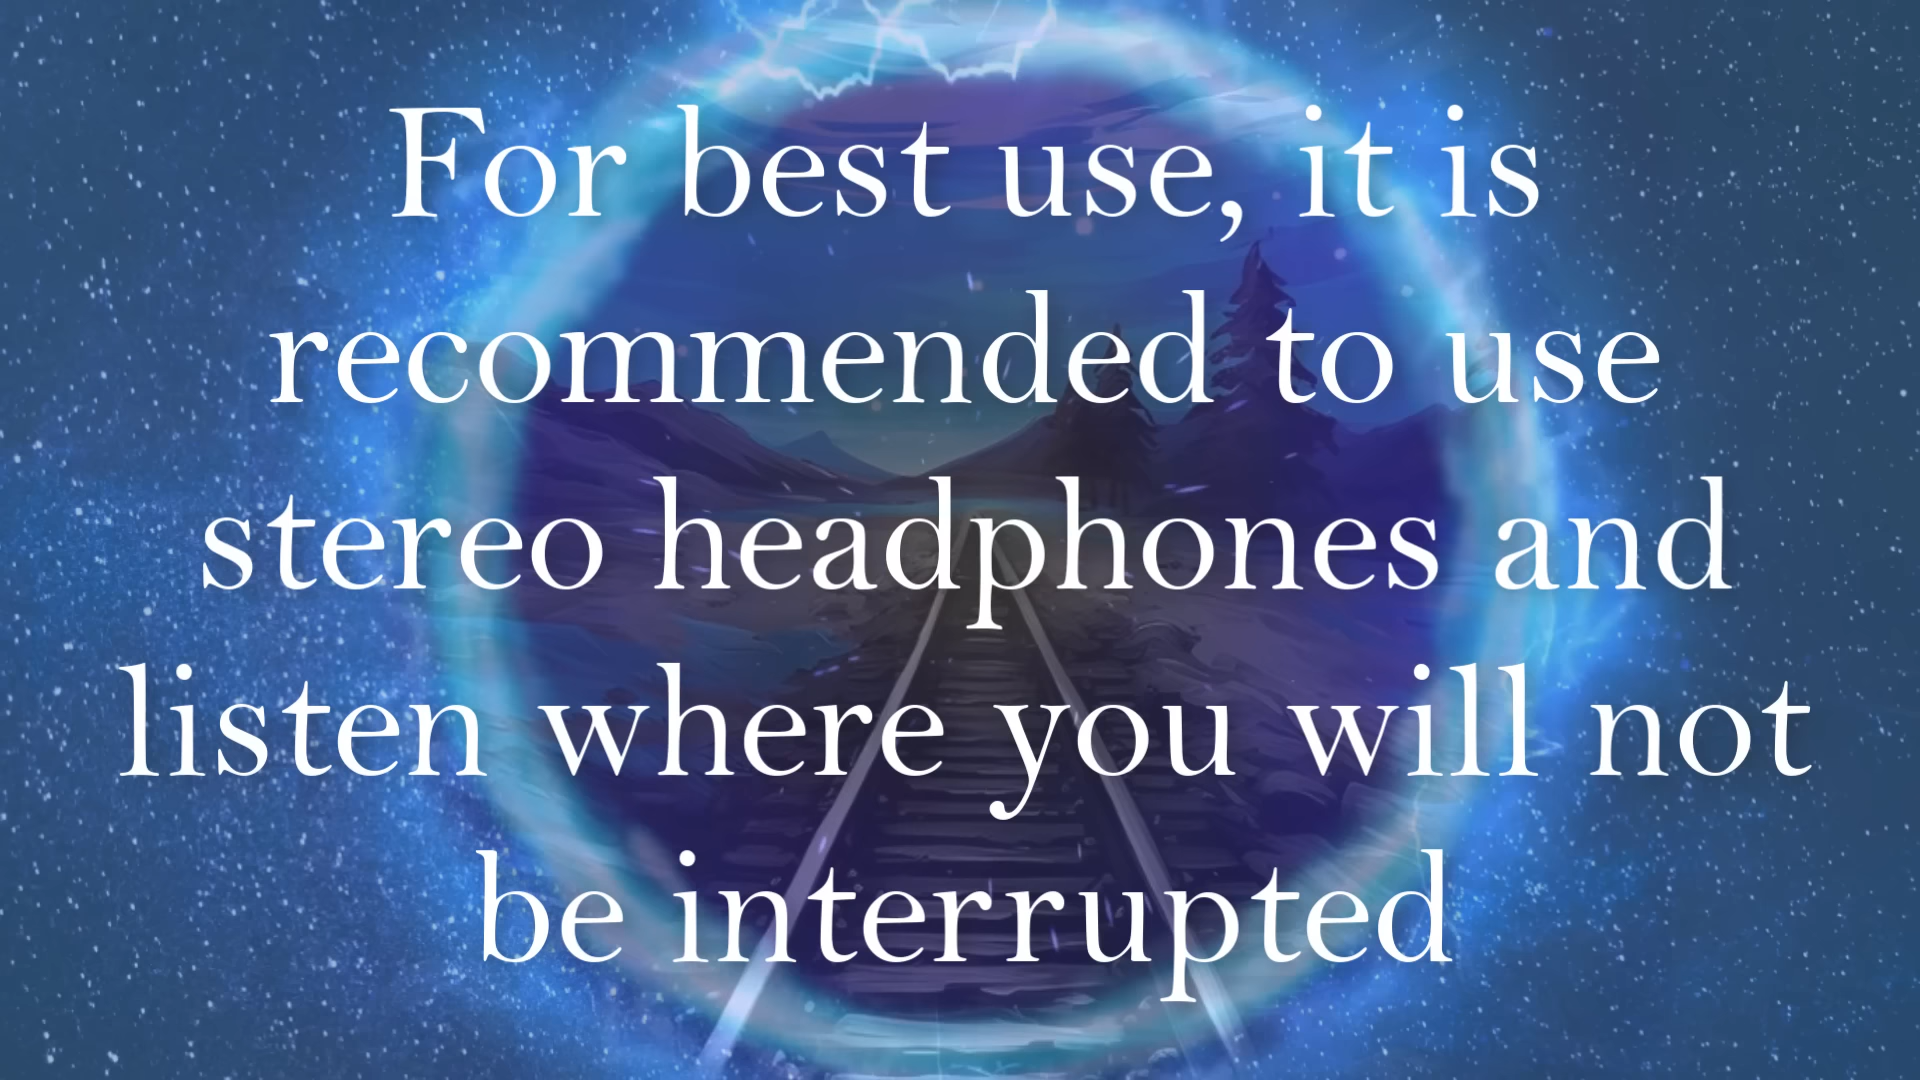 For best use, it is
recommended to use
stereo headphones and
listen where you will not
be interrupted